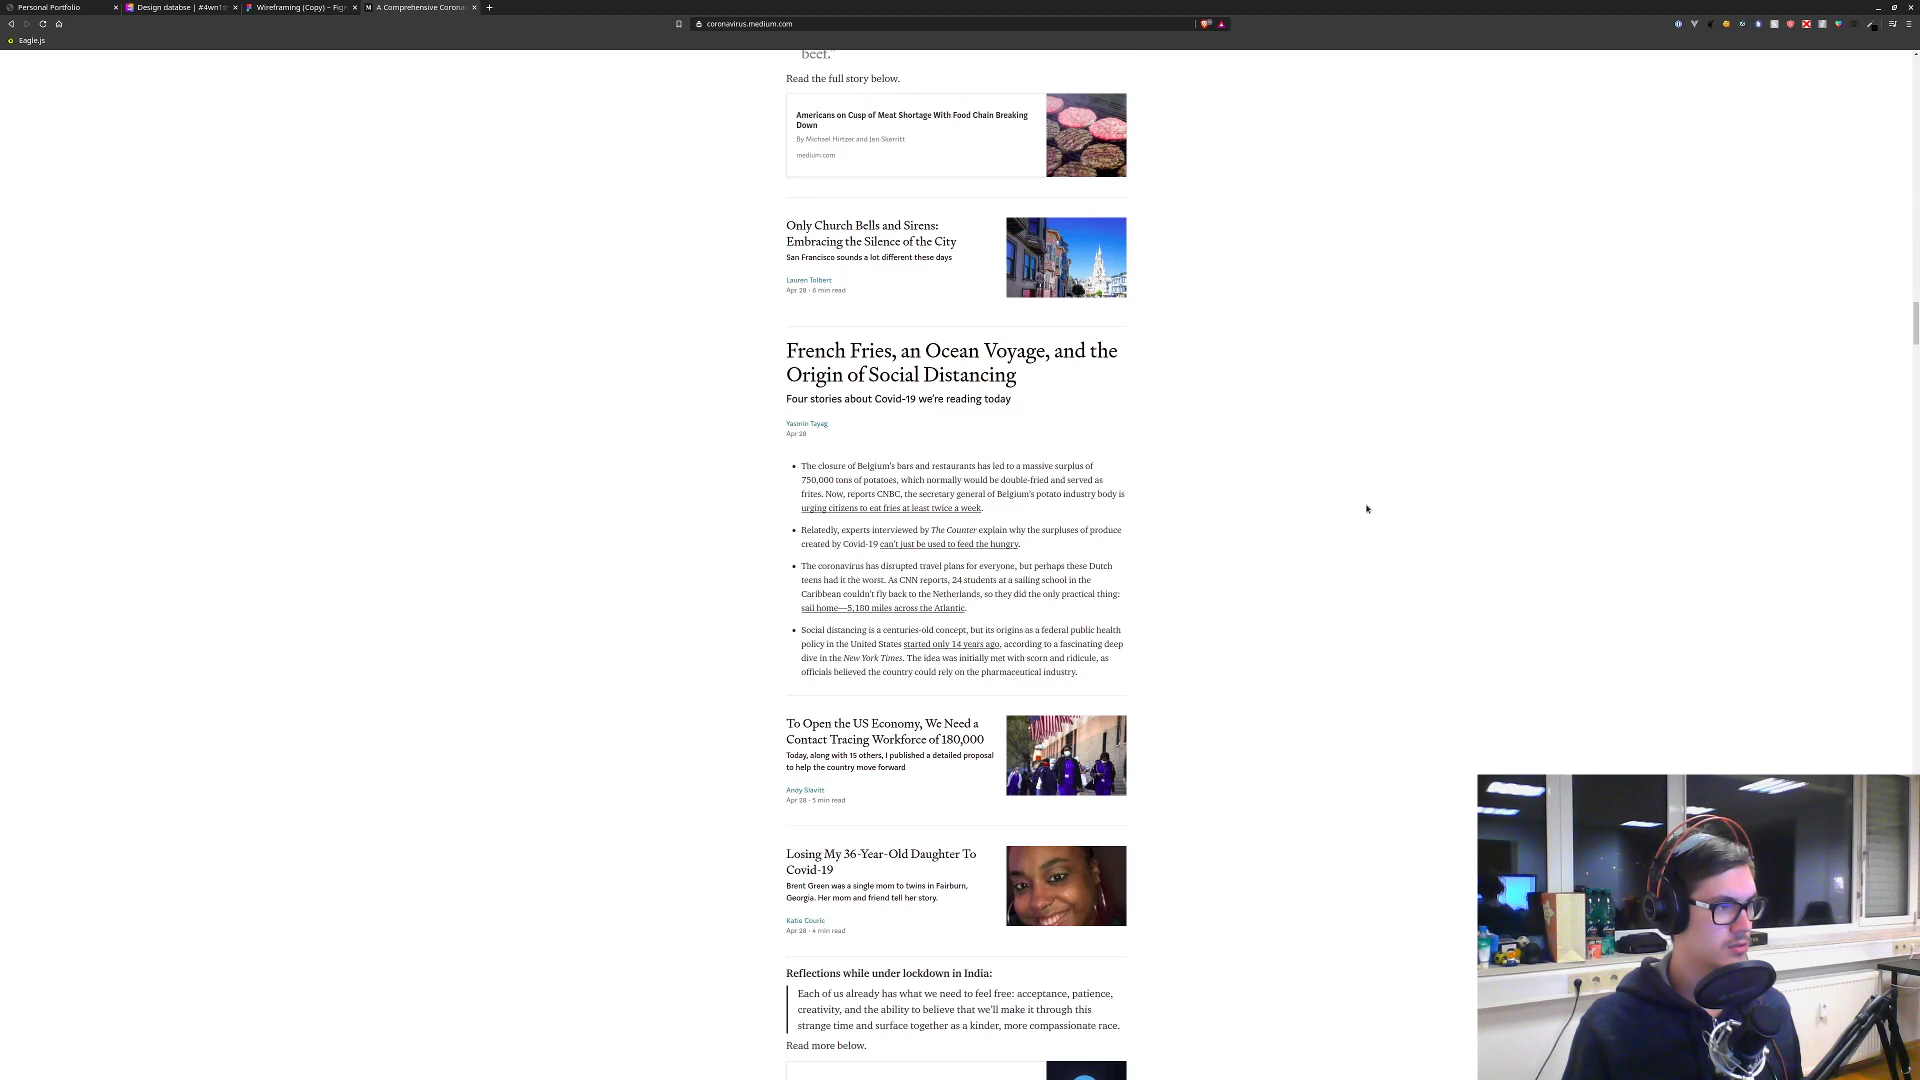 Personal Portfolio
Design databse | #4wn1t
Wireframing (Copy) – Fig
A Comprehensive Corona
coronavirus.medium.com
Eagle.js
beef.”
Read the full story below.
Americans on Cusp of Meat Shortage With Food Chain Breaking
Down
By Michael Hirtzer and Jen Skerritt
medium.com
Only Church Bells and Sirens:
Embracing the Silence of the City
San Francisco sounds a lot different these days
Lauren Tolbert
Apr 28 · 6 min read
French Fries, an Ocean Voyage, and the
Origin of Social Distancing
Four stories about Covid-19 we’re reading today
Yasmin Tayag
Apr 28
• The closure of Belgium’s bars and restaurants has led to a massive surplus of
750,000 tons of potatoes, which normally would be double-fried and served as
frites. Now, reports CNBC, the secretary general of Belgium’s potato industry body is
urging citizens to eat fries at least twice a week.
• Relatedly, experts interviewed by The Counter explain why the surpluses of produce
created by Covid-19 can’t just be used to feed the hungry.
• The coronavirus has disrupted travel plans for everyone, but perhaps these Dutch
teens had it the worst. As CNN reports, 24 students at a sailing school in the
Caribbean couldn’t fly back to the Netherlands, so they did the only practical thing:
sail home—5,180 miles across the Atlantic.
• Social distancing is a centuries-old concept, but its origins as a federal public health
policy in the United States started only 14 years ago, according to a fascinating deep
dive in the New York Times. The idea was initially met with scorn and ridicule, as
officials believed the country could rely on the pharmaceutical industry.
To Open the US Economy, We Need a
Contact Tracing Workforce of 180,000
Today, along with 15 others, I published a detailed proposal
to help the country move forward
Andy Slavitt
Apr 28 · 5 min read
Losing My 36-Year-Old Daughter To
Covid-19
Brent Green was a single mom to twins in Fairburn,
Georgia. Her mom and friend tell her story.
Katie Couric
Apr 28 · 4 min read
Reflections while under lockdown in India:
Each of us already has what we need to feel free: acceptance, patience,
creativity, and the ability to believe that we’ll make it through this
strange time and surface together as a kinder, more compassionate race.
Read more below.